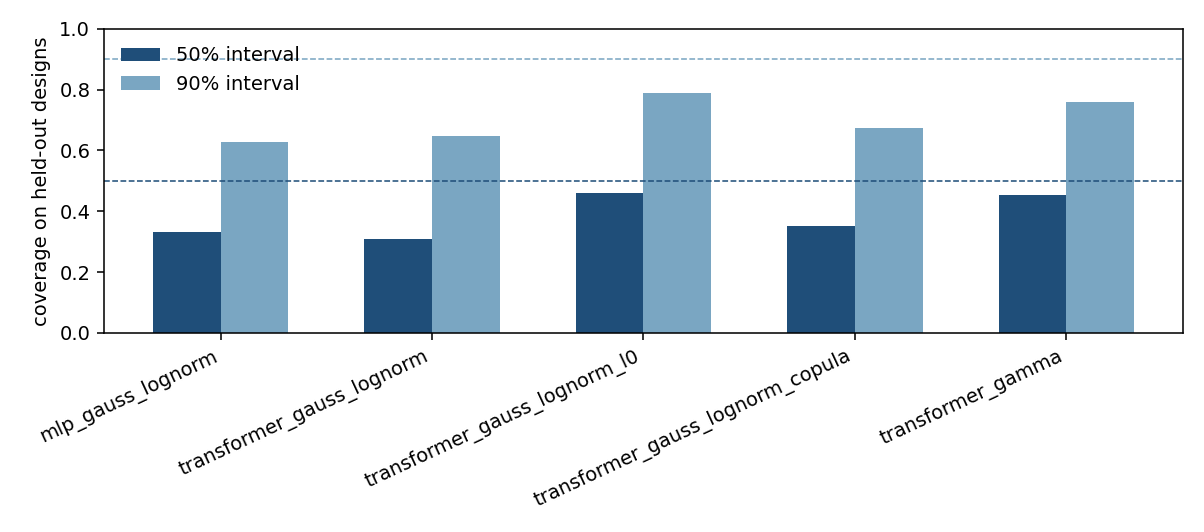 coverage on held-out designs
1.0
0.8
0.6
0.4
0.2
0.0
50% interval
90% interval
mlp_gauss_lognorm
transformer_gauss_lognorm
transformer_gauss_lognorm_l0
transformer_gauss_lognorm_copula
transformer_gamma